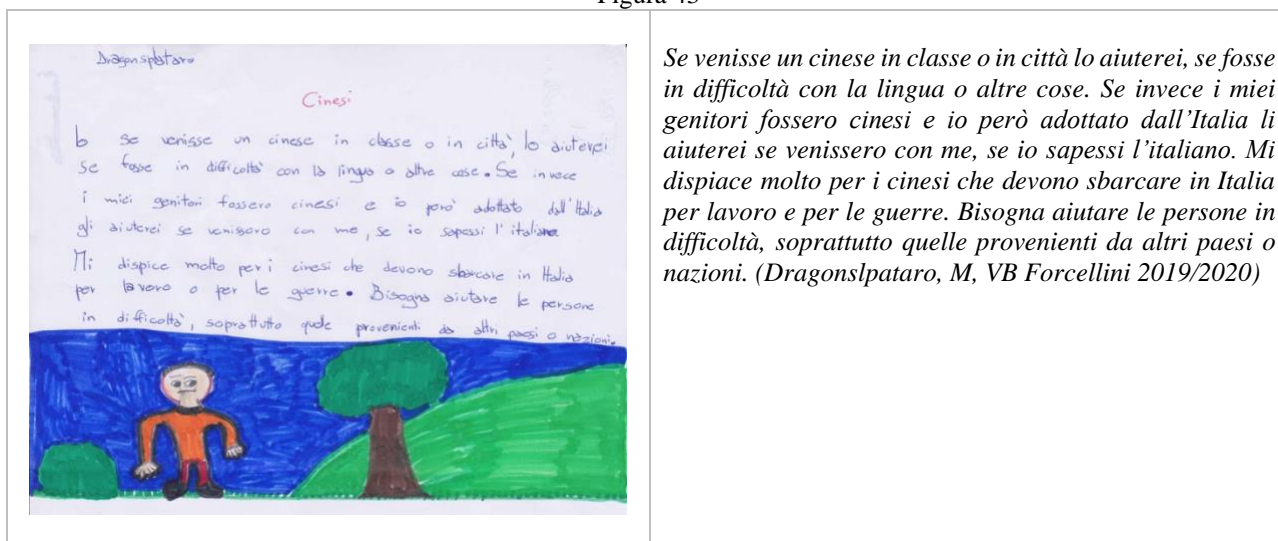 Figura 43
Dragonsplataro
Cinesi
b se venisse un cinese in classe o in città, lo aiuterei
se fosse in difficoltà con la lingua o altre cose. Se invece
i miei genitori fossero cinesi e io però adottato dall'Italia
gli aiuterei se venissero con me, se io sapessi l'italiano
Mi dispice molto per i cinesi che devono sbarcare in Italia
per lavoro o per le guerre. Bisogna aiutare le persone
in difficoltà, soprattutto quele provenienti da altri paesi o nazioni.
Se venisse un cinese in classe o in città lo aiuterei, se fosse
in difficoltà con la lingua o altre cose. Se invece i miei
genitori fossero cinesi e io però adottato dall'Italia li
aiuterei se venissero con me, se io sapessi l'italiano. Mi
dispiace molto per i cinesi che devono sbarcare in Italia
per lavoro e per le guerre. Bisogna aiutare le persone in
difficoltà, soprattutto quelle provenienti da altri paesi o
nazioni. (Dragonslpataro, M, VB Forcellini 2019/2020)